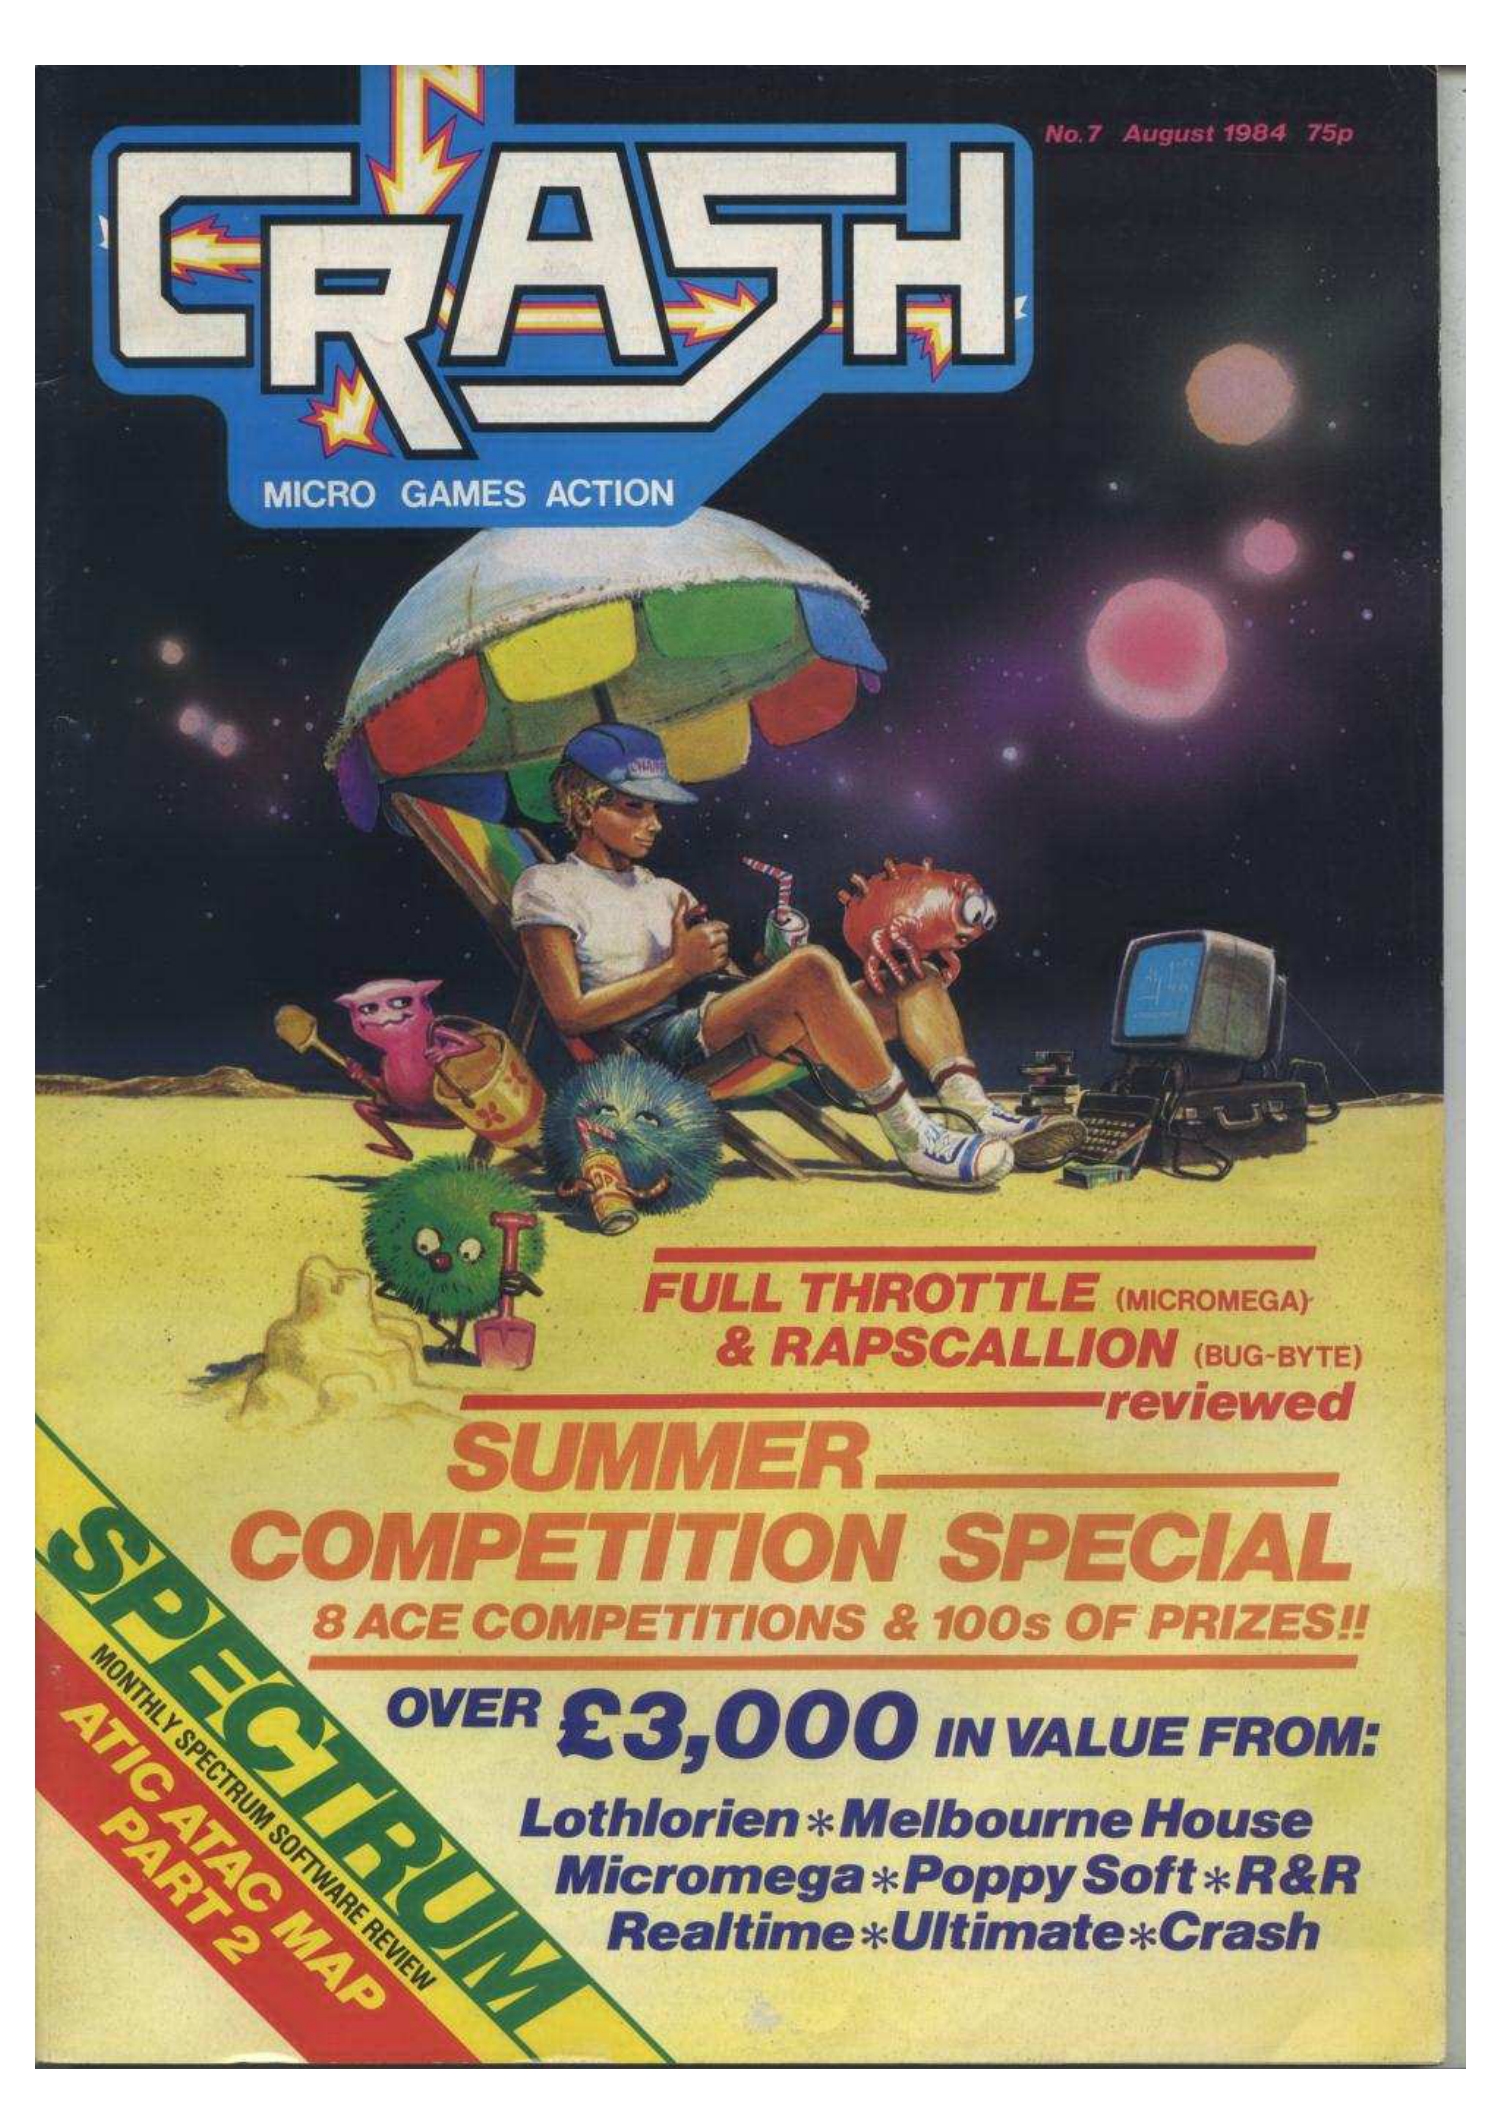 No.7 August 1984 75p
CRASH
MICRO GAMES ACTION
FULL THROTTLE (MICROMEGA)
& RAPSCALLION (BUG-BYTE)
reviewed
SUMMER
COMPETITION SPECIAL
8 ACE COMPETITIONS & 100s OF PRIZES!!
OVER £3,000 IN VALUE FROM:
Lothlorien*Melbourne House
Micromega*Poppy Soft*R&R
Realtime*Ultimate*Crash
SPECTRUM
MONTHLY SPECTRUM SOFTWARE REVIEW
ATIC ATAC MAP
PART 2